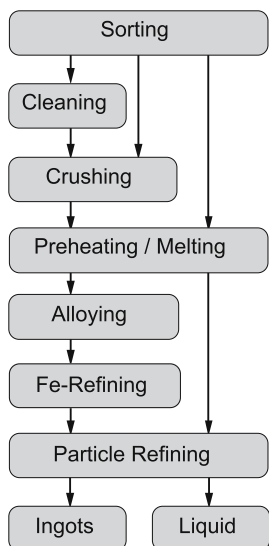 Sorting
Cleaning
Crushing
Preheating / Melting
Alloying
Fe-Refining
Particle Refining
Ingots
Liquid